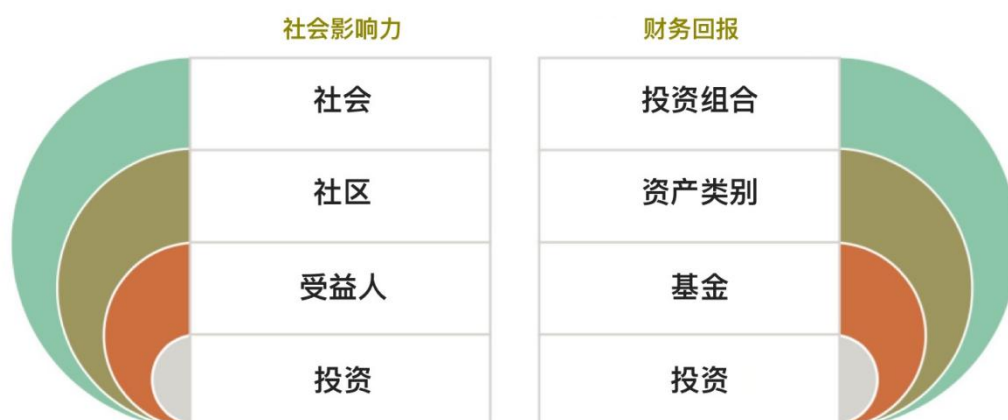 社会影响力
财务回报
社会
投资组合
社区
资产类别
受益人
基金
投资
投资